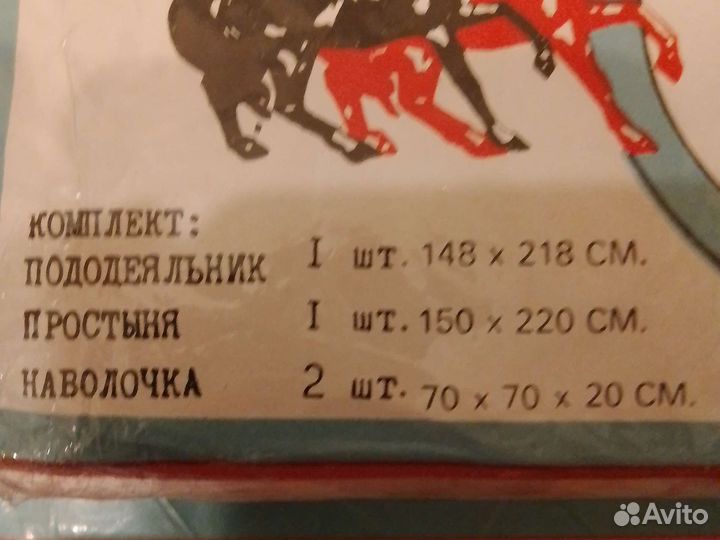 КОМПЛЕКТ:
ПОДОДЕЯЛЬНИК I шт. 148 x 218 СМ.
ПРОСТЫНЯ I шт. 150 x 220 СМ.
НАВОЛОЧКА 2 шт. 70 x 70 x 20 СМ.
Avito